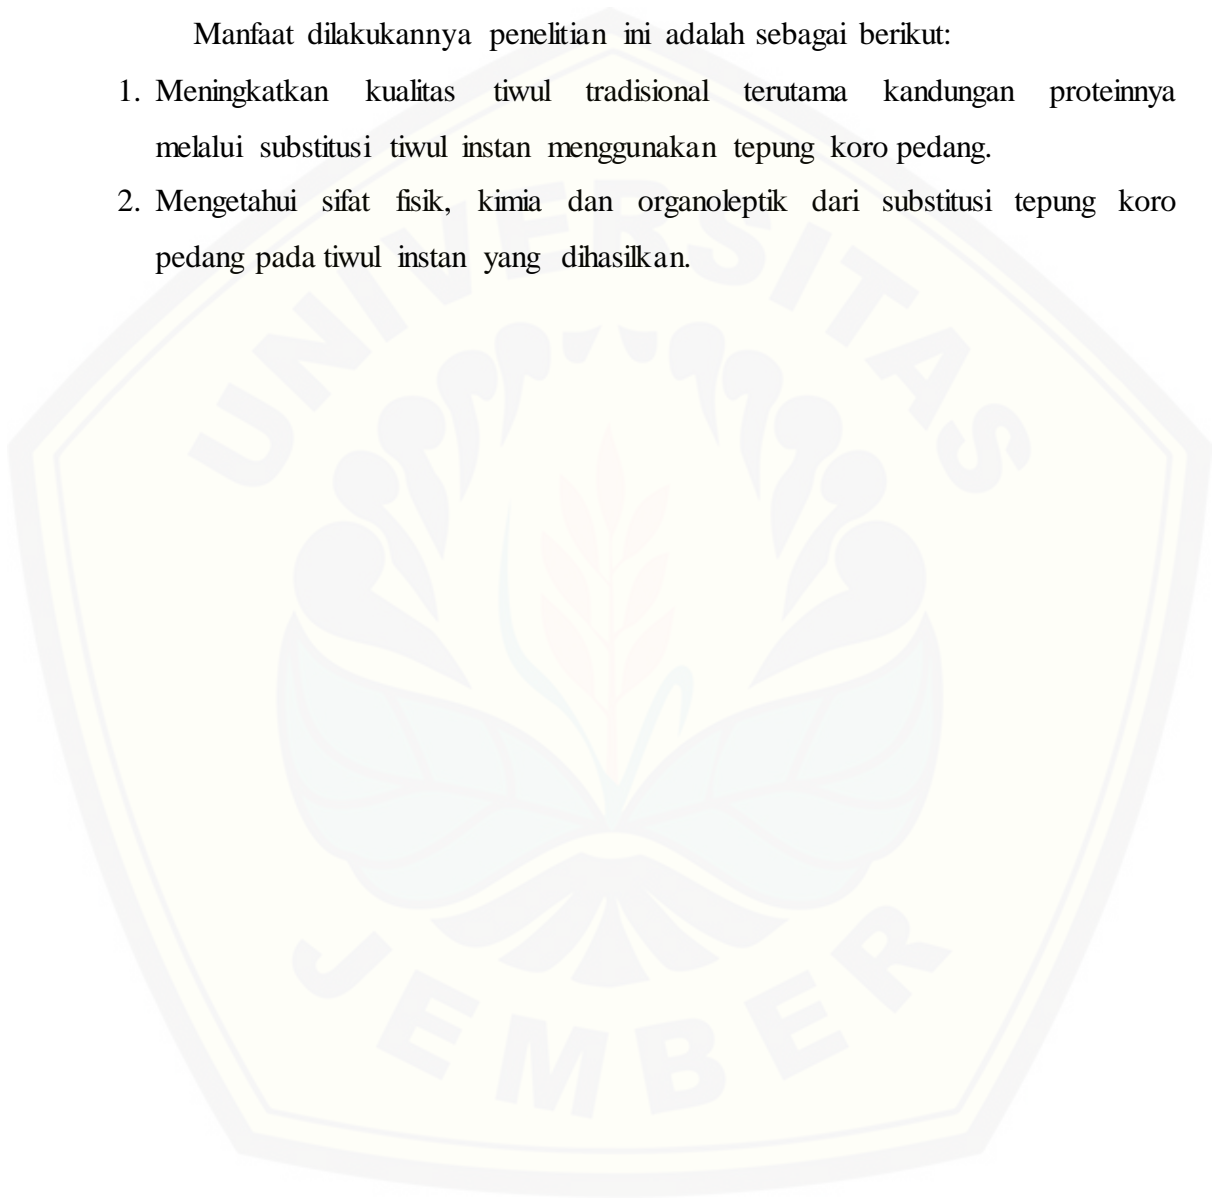 Manfaat dilakukannya penelitian ini adalah sebagai berikut:
1. Meningkatkan kualitas tiwul tradisional terutama kandungan proteinnya
melalui substitusi tiwul instan menggunakan tepung koro pedang.
2. Mengetahui sifat fisik, kimia dan organoleptik dari substitusi tepung koro
pedang pada tiwul instan yang dihasilkan.
UNIVERSITAS
JEMBER